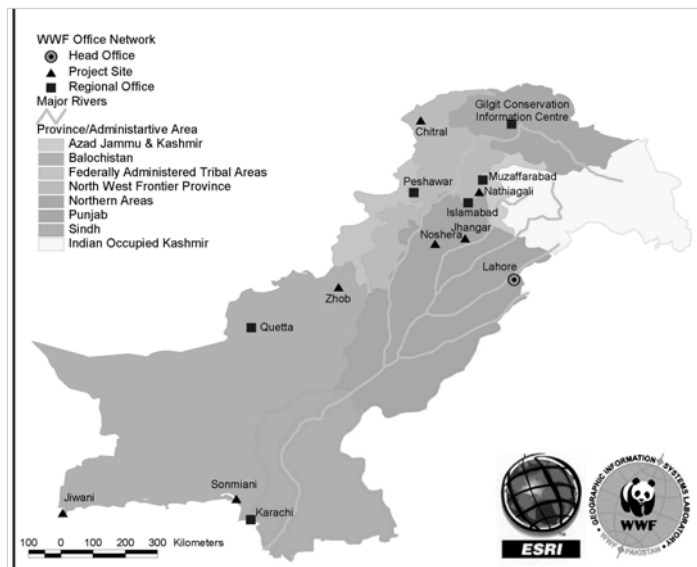 WWF Office Network
Head Office
Project Site
Regional Office
Major Rivers
Province/Administartive Area
Azad Jammu & Kashmir
Balochistan
Federally Administered Tribal Areas
North West Frontier Province
Northern Areas
Punjab
Sindh
Indian Occupied Kashmir
Gilgit Conservation
Information Centre
Chitral
Muzaffarabad
Peshawar
Nathiagali
Islamabad
Jhangar
Noshera
Lahore
Zhob
Quetta
Sonmiani
Jiwani
Karachi
100 0 100 200 300 Kilometers
ESRI
GEOGRAPHIC INFORMATION SYSTEMS LABORATORY
WWF
WWF PAKISTAN